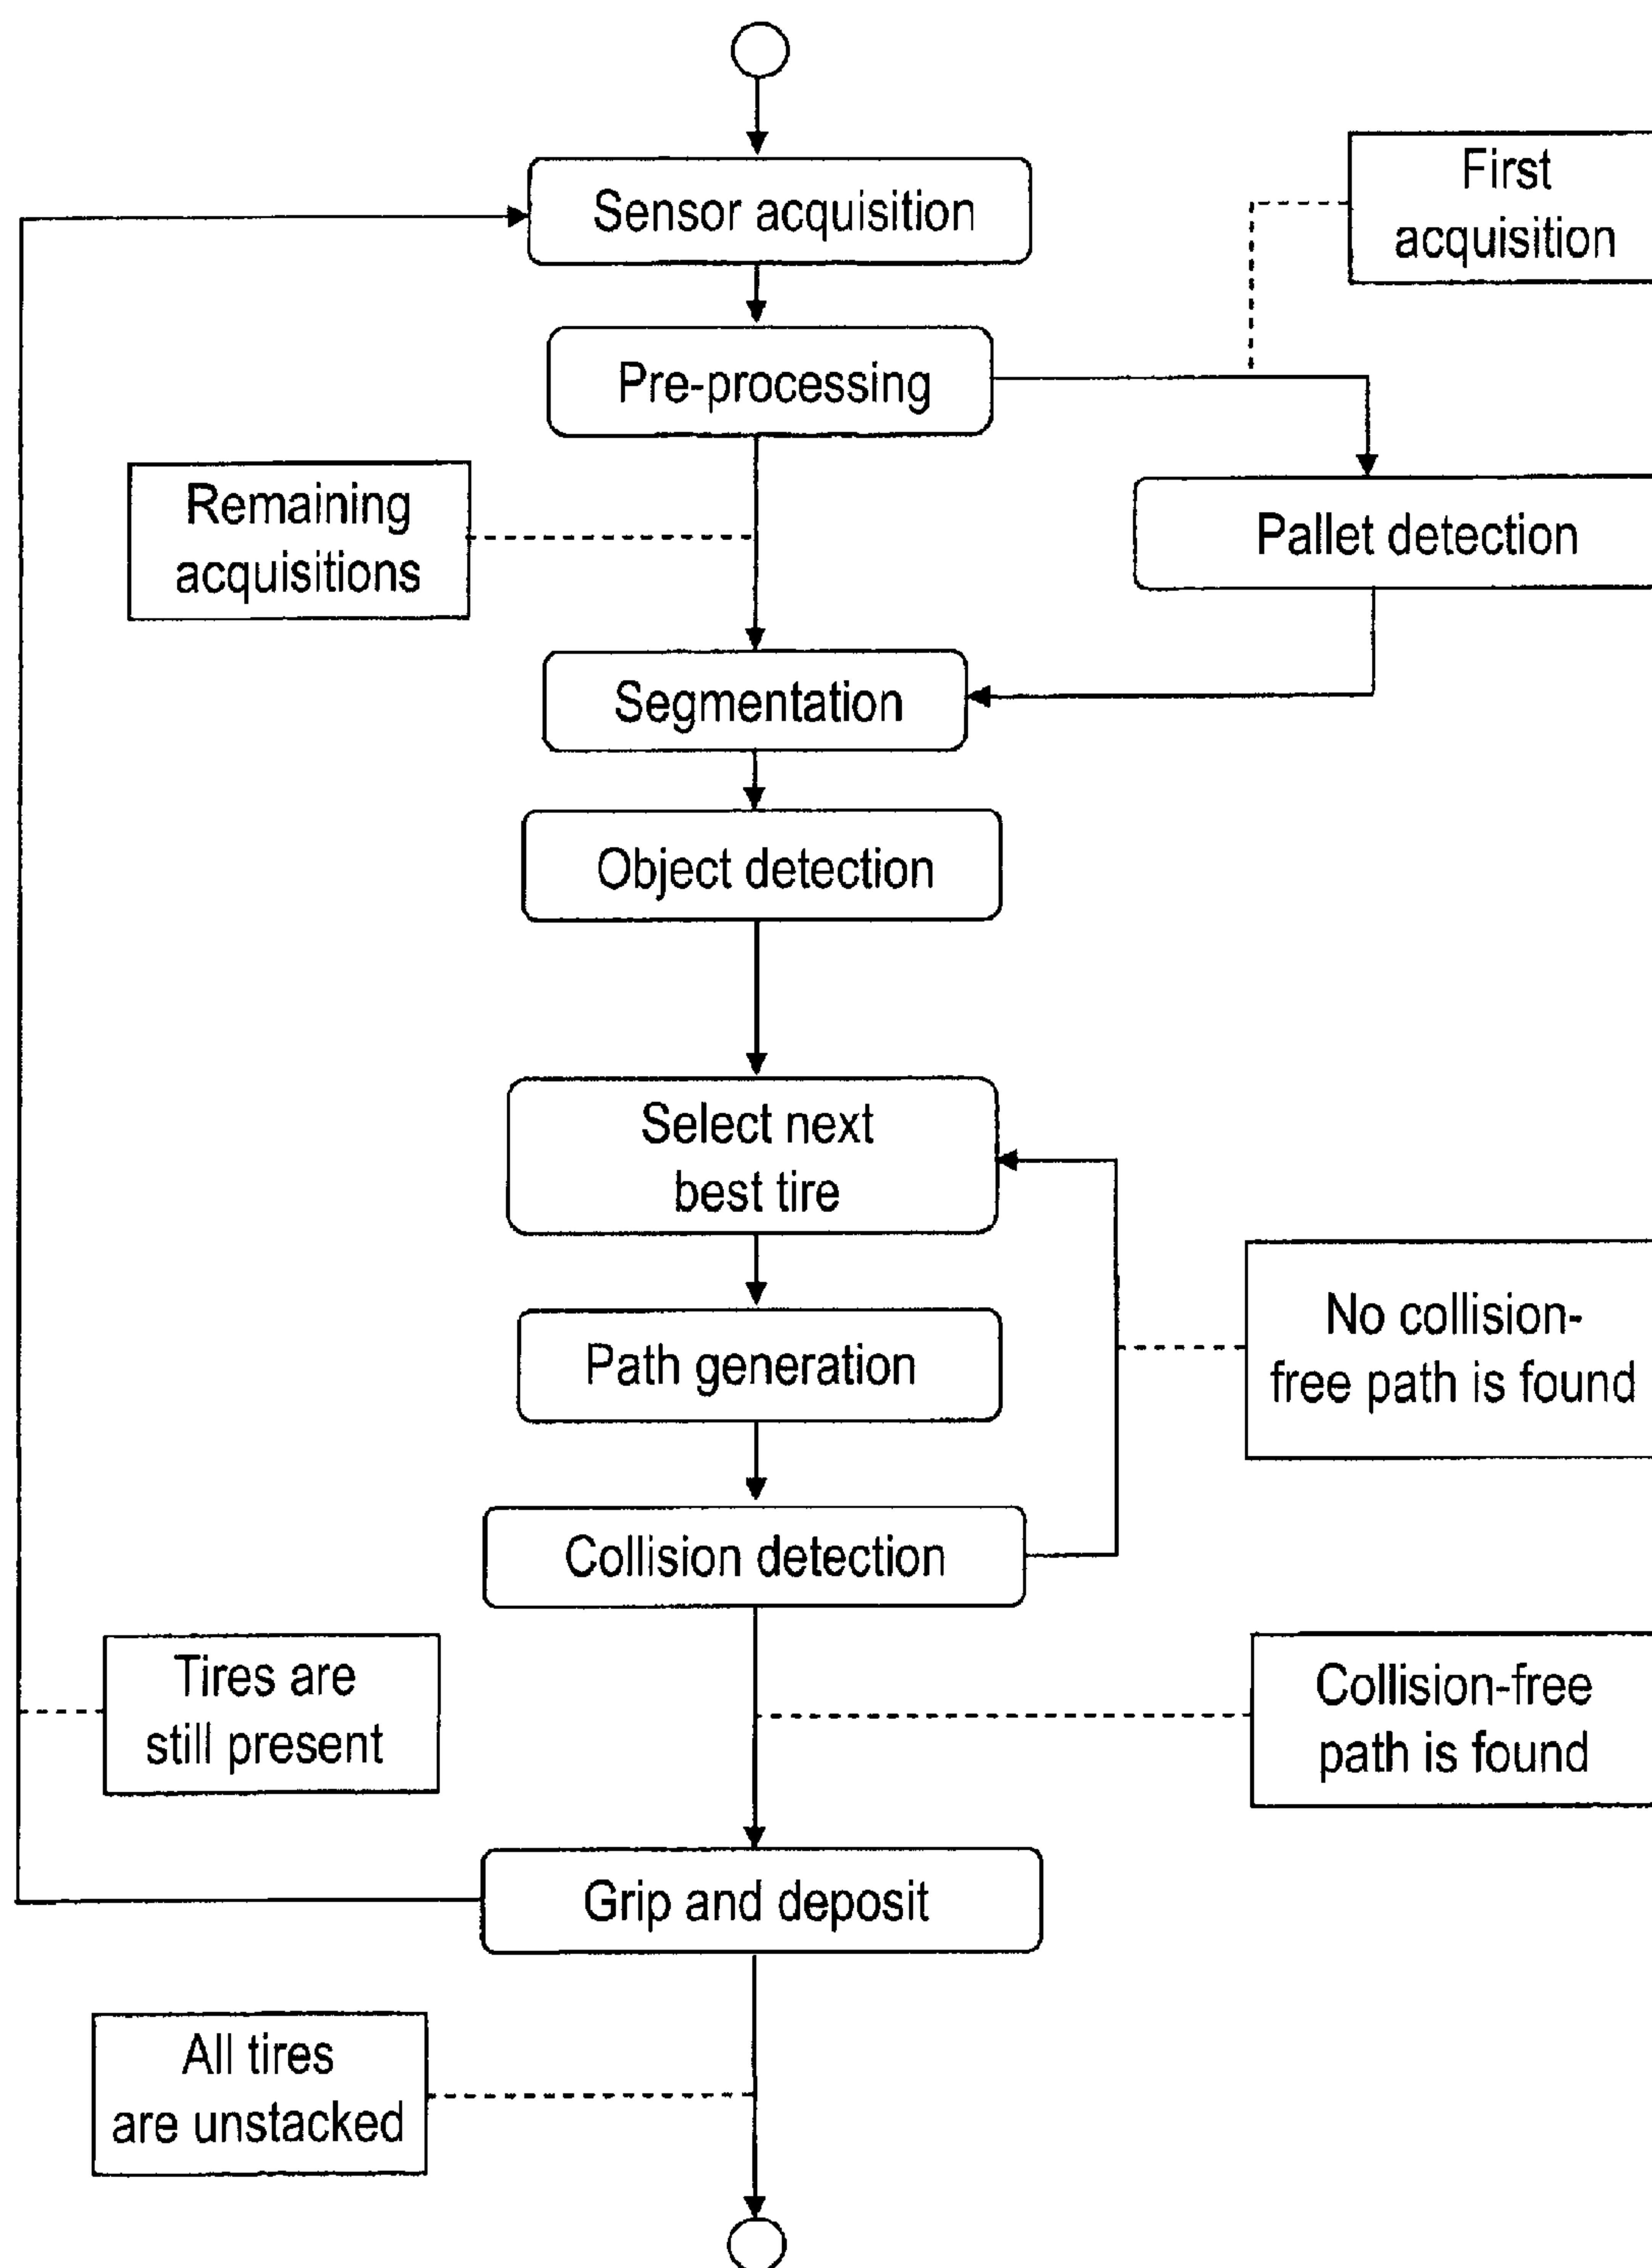 Sensor acquisition
First
acquisition
Pre-processing
Remaining
acquisitions
Pallet detection
Segmentation
Object detection
Select next
best tire
Path generation
No collision-
free path is found
Collision detection
Tires are
still present
Collision-free
path is found
Grip and deposit
All tires
are unstacked